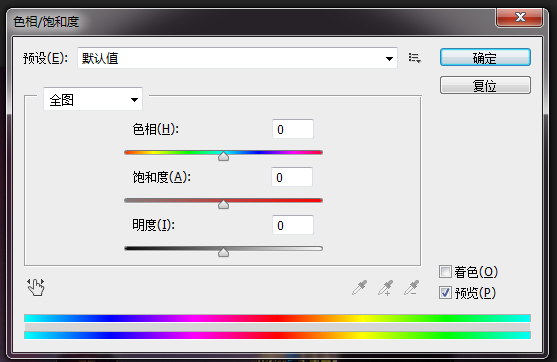 色相/饱和度
预设(E): 默认值
确定
复位
全图
色相(H): 0
饱和度(A): 0
明度(I): 0
着色(O)
预览(P)